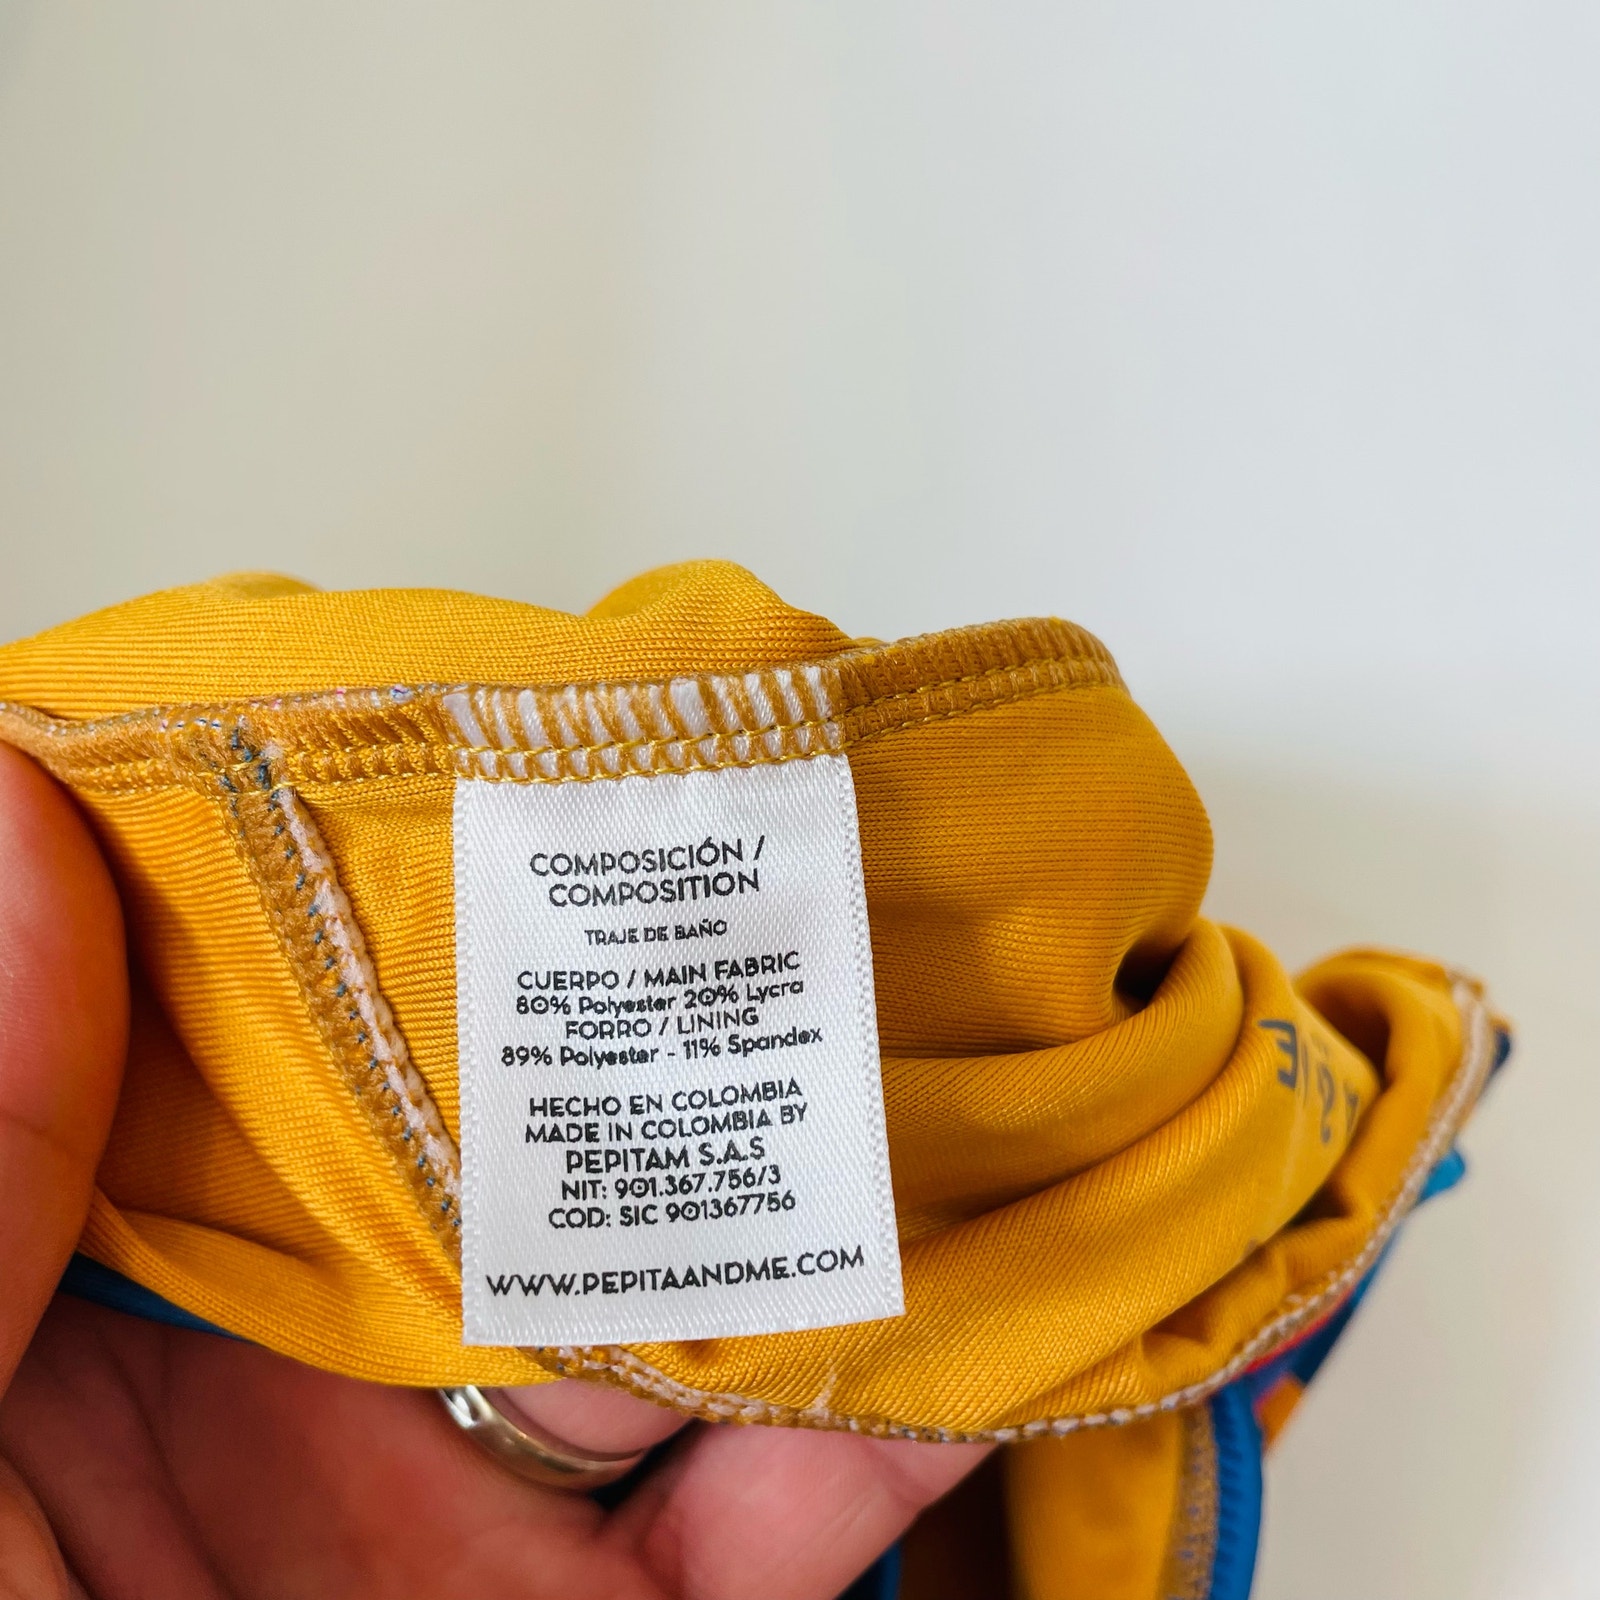 COMPOSICIÓN /
COMPOSITION
TRAJE DE BAÑO
CUERPO / MAIN FABRIC
80% Polyester 20% Lycra
FORRO / LINING
89% Polyester - 11% Spandex
HECHO EN COLOMBIA
MADE IN COLOMBIA BY
PEPITAM S.A.S
NIT: 901.367.756/3
COD: SIC 901367756
WWW.PEPITAANDME.COM